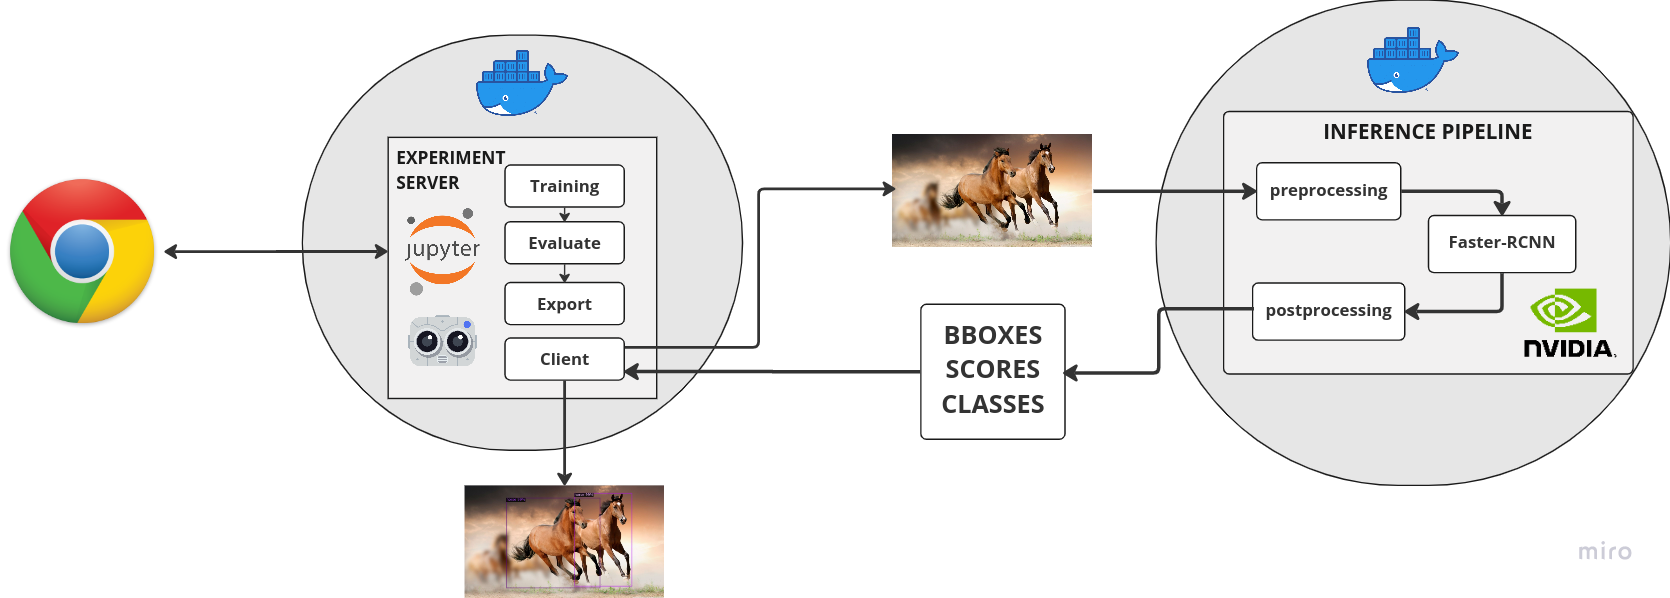 EXPERIMENT
SERVER
Training
Evaluate
Export
Client
jupyter
INFERENCE PIPELINE
preprocessing
Faster-RCNN
postprocessing
NVIDIA.
BBOXES
SCORES
CLASSES
miro